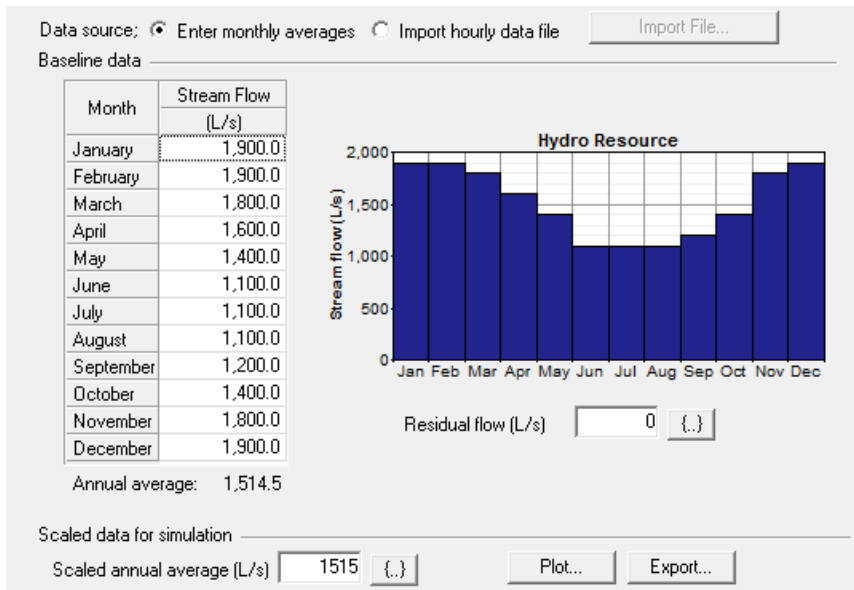 Data source; Enter monthly averages Import hourly data file Import File...
Baseline data
Month Stream Flow
(L/s)
January 1,900.0
February 1,900.0
March 1,800.0
April 1,600.0
May 1,400.0
June 1,100.0
July 1,100.0
August 1,100.0
September 1,200.0
October 1,400.0
November 1,800.0
December 1,900.0
Annual average: 1,514.5
Hydro Resource
Stream flow (L/s)
2,000
1,500
1,000
500
0
Jan Feb Mar Apr May Jun Jul Aug Sep Oct Nov Dec
Residual flow (L/s) 0 {..}
Scaled data for simulation
Scaled annual average (L/s) 1515 {..} Plot... Export...